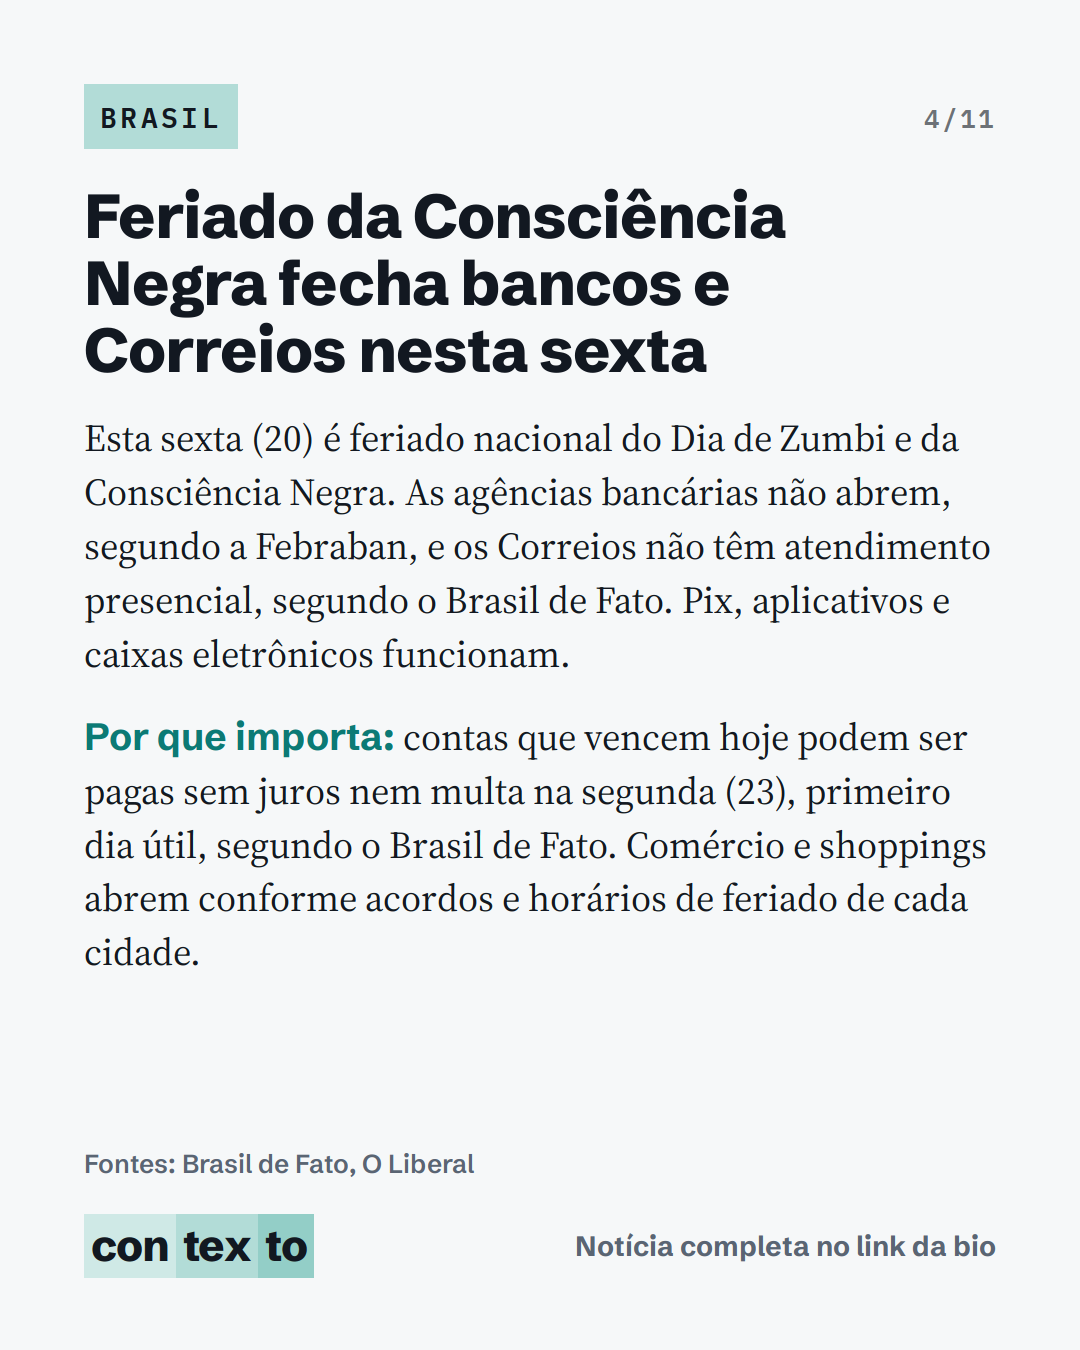 BRASIL
4/11
Feriado da Consciência
Negra fecha bancos e
Correios nesta sexta
Esta sexta (20) é feriado nacional do Dia de Zumbi e da
Consciência Negra. As agências bancárias não abrem,
segundo a Febraban, e os Correios não têm atendimento
presencial, segundo o Brasil de Fato. Pix, aplicativos e
caixas eletrônicos funcionam.
Por que importa: contas que vencem hoje podem ser
pagas sem juros nem multa na segunda (23), primeiro
dia útil, segundo o Brasil de Fato. Comércio e shoppings
abrem conforme acordos e horários de feriado de cada
cidade.
Fontes: Brasil de Fato, O Liberal
contexto
Notícia completa no link da bio